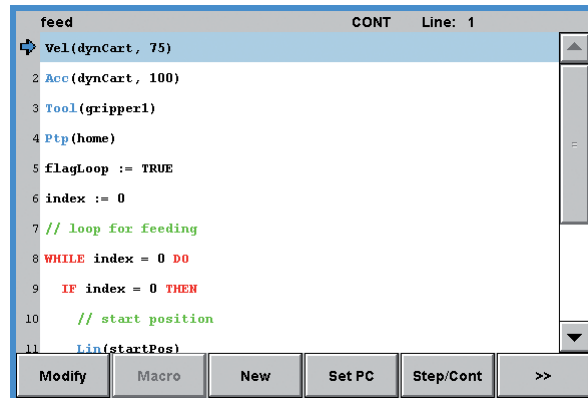 feed CONT Line: 1
Vel(dynCart, 75)
2 Acc(dynCart, 100)
3 Tool(gripper1)
4 Ptp(home)
5 flagLoop := TRUE
6 index := 0
7 // loop for feeding
8 WHILE index = 0 DO
9 IF index = 0 THEN
10 // start position
11 Lin(startPos)
Modify Macro New Set PC Step/Cont >>